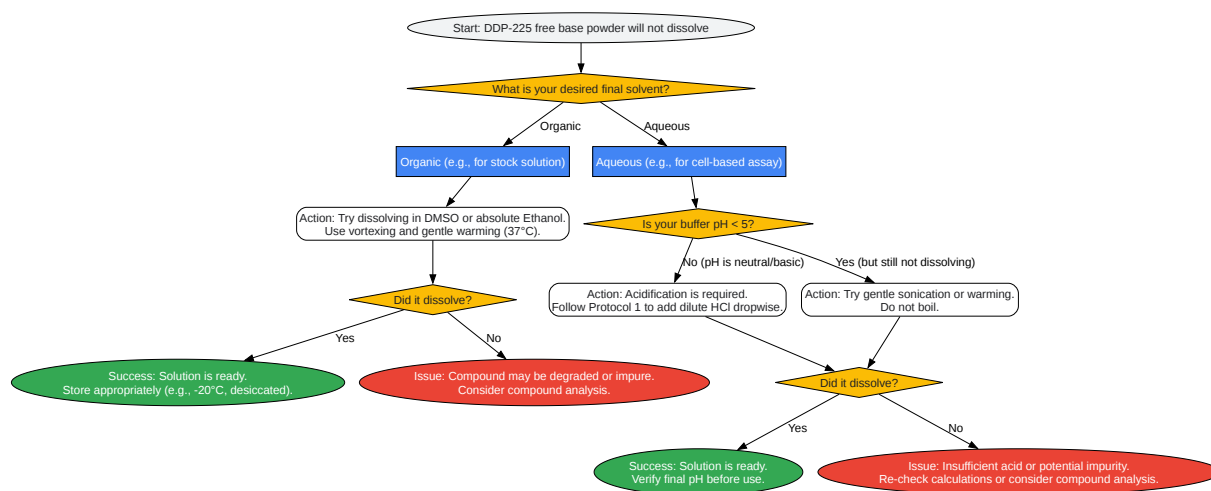 Start: DDP-225 free base powder will not dissolve
What is your desired final solvent?
Organic
Aqueous
Organic (e.g., for stock solution)
Aqueous (e.g., for cell-based assay)
Action: Try dissolving in DMSO or absolute Ethanol.
Use vortexing and gentle warming (37°C).
Is your buffer pH < 5?
No (pH is neutral/basic)
Yes (but still not dissolving)
Did it dissolve?
Action: Acidification is required.
Follow Protocol 1 to add dilute HCl dropwise.
Action: Try gentle sonication or warming.
Do not boil.
Yes
No
Success: Solution is ready.
Store appropriately (e.g., -20°C, desiccated).
Issue: Compound may be degraded or impure.
Consider compound analysis.
Did it dissolve?
Yes
No
Success: Solution is ready.
Verify final pH before use.
Issue: Insufficient acid or potential impurity.
Re-check calculations or consider compound analysis.